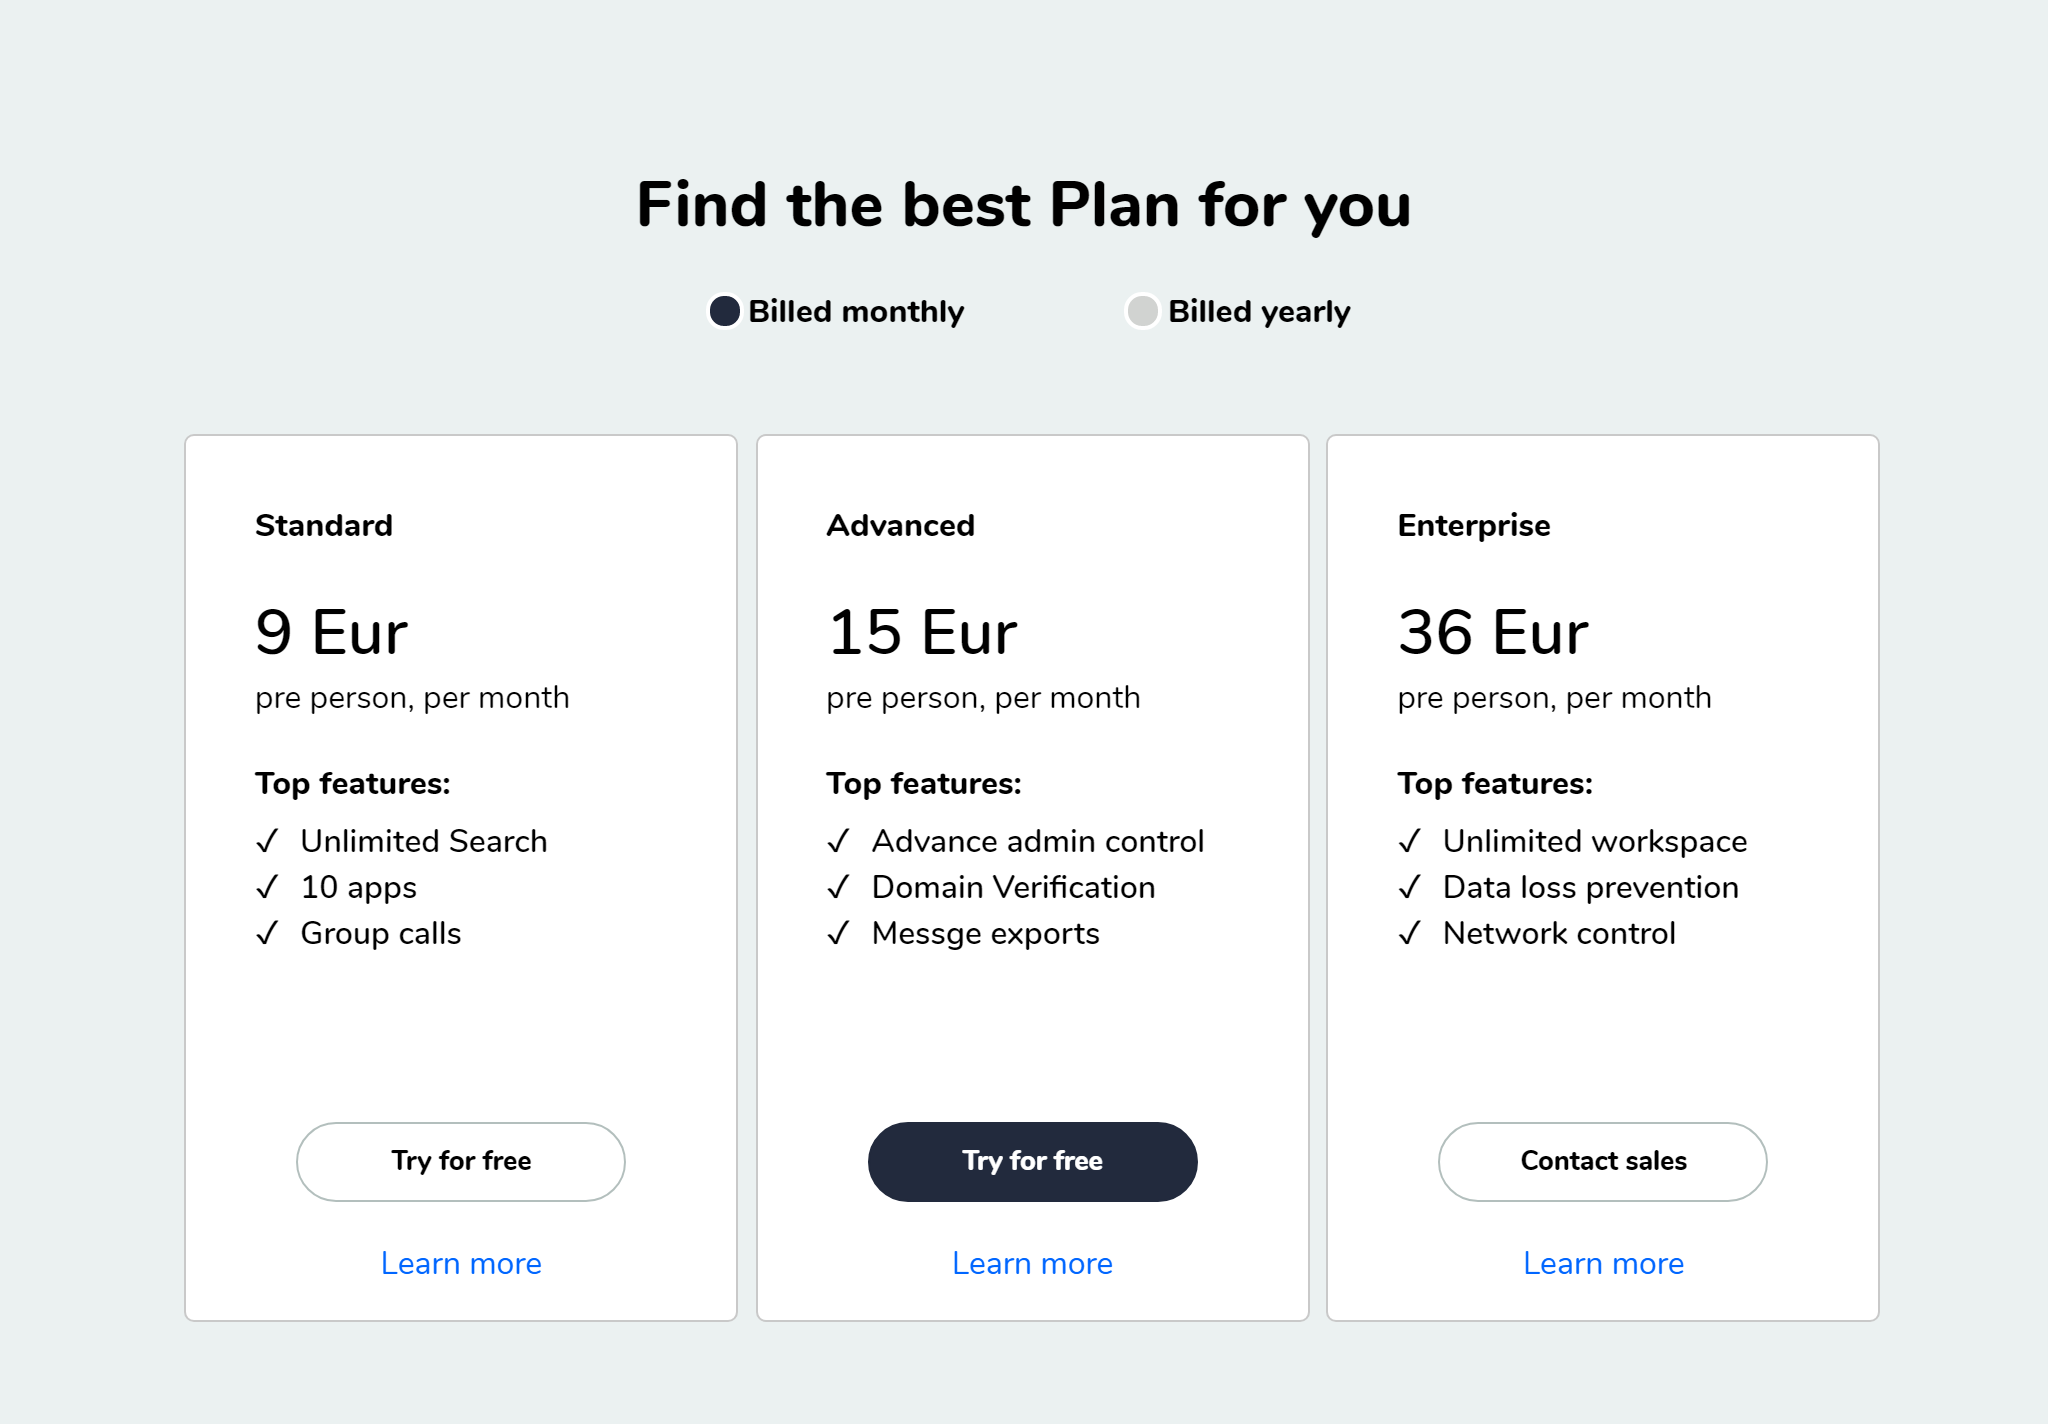 Find the best Plan for you
Billed monthly
Billed yearly
Standard
9 Eur
pre person, per month
Top features:
✓ Unlimited Search
✓ 10 apps
✓ Group calls
Try for free
Learn more
Advanced
15 Eur
pre person, per month
Top features:
✓ Advance admin control
✓ Domain Verification
✓ Messge exports
Try for free
Learn more
Enterprise
36 Eur
pre person, per month
Top features:
✓ Unlimited workspace
✓ Data loss prevention
✓ Network control
Contact sales
Learn more